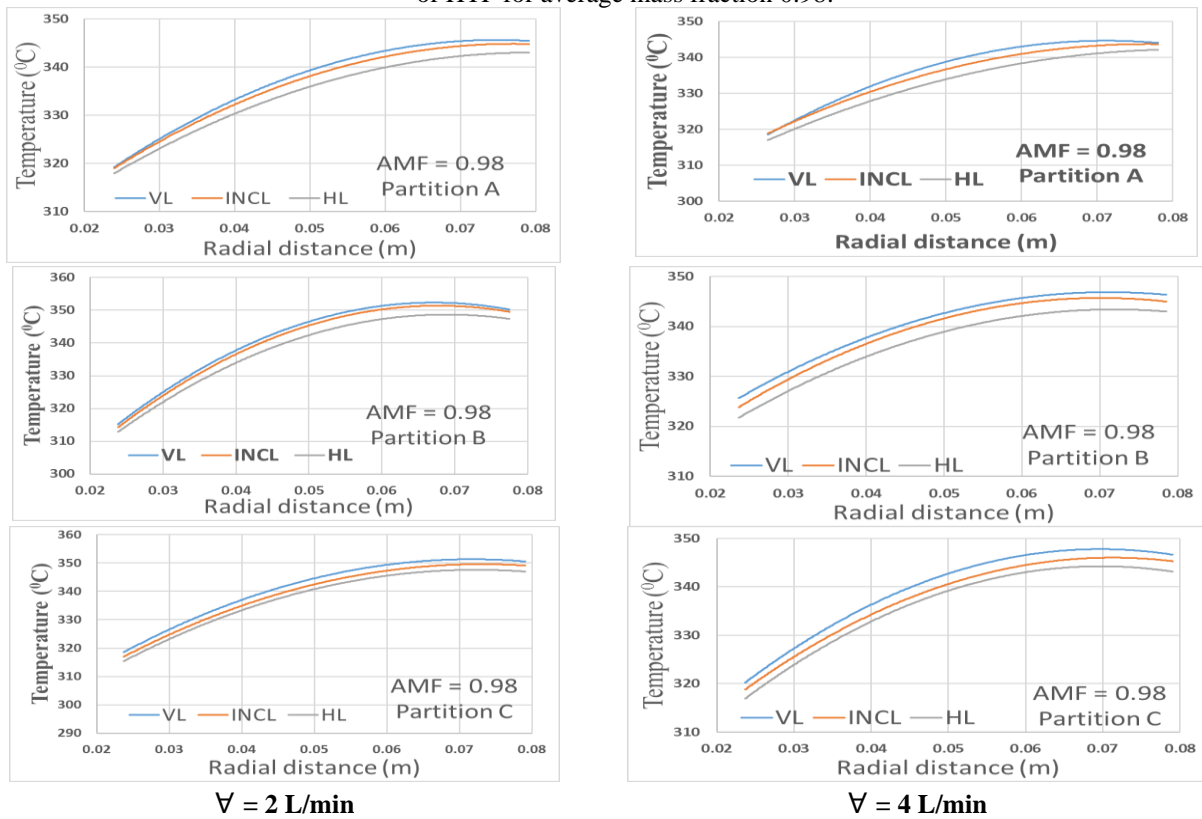 of HTF for average mass fraction 0.98.
350
340
330
320
310
Temperature (⁰C)
AMF = 0.98
Partition A
VL INCL HL
0.02 0.03 0.04 0.05 0.06 0.07 0.08
Radial distance (m)
350
340
330
320
310
300
Temperature (⁰C)
AMF = 0.98
Partition A
VL INCL HL
0.02 0.03 0.04 0.05 0.06 0.07 0.08
Radial distance (m)
360
350
340
330
320
310
300
Temperature (⁰C)
AMF = 0.98
Partition B
VL INCL HL
0.02 0.03 0.04 0.05 0.06 0.07 0.08
Radial distance (m)
350
340
330
320
310
Temperature (⁰C)
AMF = 0.98
Partition B
VL INCL HL
0.02 0.03 0.04 0.05 0.06 0.07 0.08
Radial distance (m)
360
350
340
330
320
310
300
290
Temperature (⁰C)
AMF = 0.98
Partition C
VL INCL HL
0.02 0.03 0.04 0.05 0.06 0.07 0.08
Radial distance (m)
350
340
330
320
310
Temperature (⁰C)
AMF = 0.98
Partition C
VL INCL HL
0.02 0.03 0.04 0.05 0.06 0.07 0.08
Radial distance (m)
∀ = 2 L/min
∀ = 4 L/min